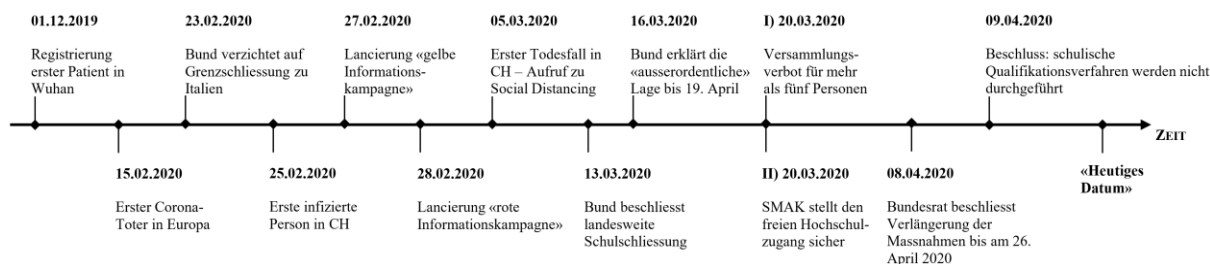 01.12.2019
Registrierung
erster Patient in
Wuhan
23.02.2020
Bund verzichtet auf
Grenzschliessung zu
Italien
27.02.2020
Lancierung «gelbe
Informations-
kampagne»
05.03.2020
Erster Todesfall in
CH – Aufruf zu
Social Distancing
16.03.2020
Bund erklärt die
«ausserordentliche»
Lage bis 19. April
I) 20.03.2020
Versammlungs-
verbot für mehr
als fünf Personen
09.04.2020
Beschluss: schulische
Qualifikationsverfahren werden nicht
durchgeführt
ZEIT
15.02.2020
Erster Corona-
Toter in Europa
25.02.2020
Erste infizierte
Person in CH
28.02.2020
Lancierung «rote
Informationskampagne»
13.03.2020
Bund beschliesst
landesweite
Schulschliessung
II) 20.03.2020
SMAK stellt den
freien Hochschul-
zugang sicher
08.04.2020
Bundesrat beschliesst
Verlängerung der
Massnahmen bis am 26.
April 2020
«Heutiges
Datum»